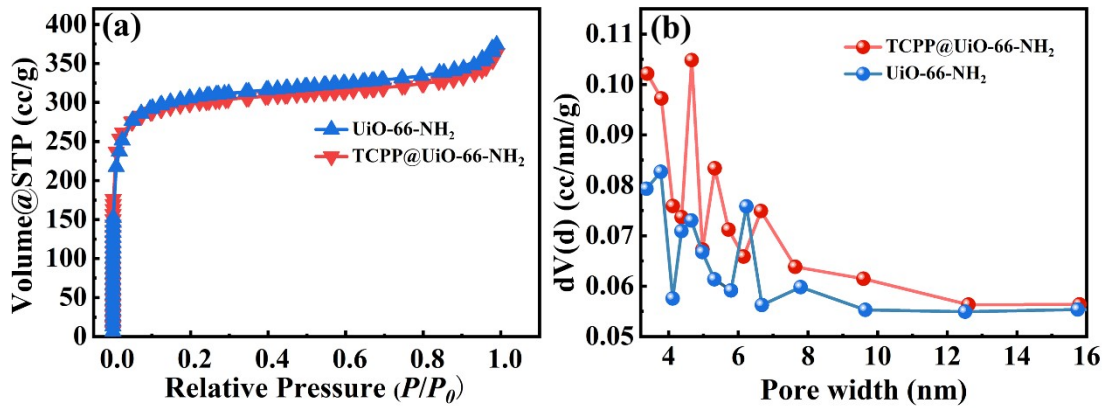 (a)
Volume@STP (cc/g)
400
350
300
250
200
150
100
50
0
UiO-66-NH₂
TCPP@UiO-66-NH₂
0.0 0.2 0.4 0.6 0.8 1.0
Relative Pressure (P/P₀)
(b)
dV(d) (cc/nm/g)
0.10
0.09
0.08
0.07
0.06
0.05
TCPP@UiO-66-NH₂
UiO-66-NH₂
4 6 8 10 12 14 16
Pore width (nm)